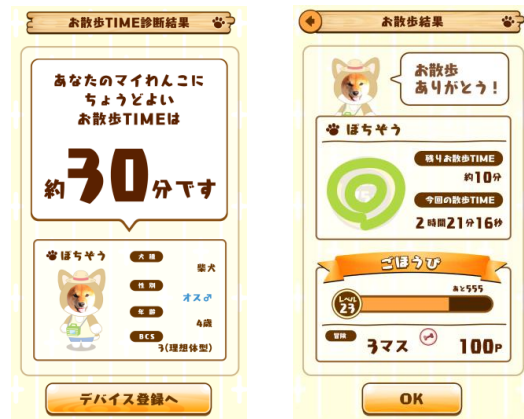 お散歩TIME診断結果
あなたのマイわんこに
ちょうどよい
お散歩TIMEは
約30分です
ぽちぞう
犬種
柴犬
性別
オス♂
年齢
4歳
BCS
3(理想体型)
デバイス登録へ
お散歩結果
お散歩
ありがとう！
ぽちぞう
残りお散歩TIME
約10分
今回の散歩TIME
2時間21分16秒
ごほうび
あと555
レベル
23
冒険
3マス
100P
OK